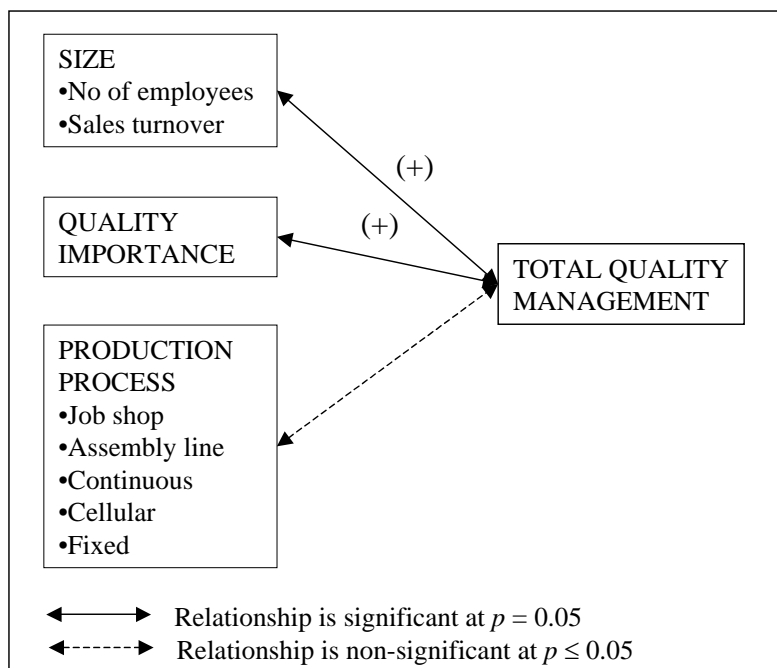 SIZE
•No of employees
•Sales turnover
(+)
QUALITY
IMPORTANCE
(+)
TOTAL QUALITY
MANAGEMENT
PRODUCTION
PROCESS
•Job shop
•Assembly line
•Continuous
•Cellular
•Fixed
Relationship is significant at p = 0.05
Relationship is non-significant at p ≤ 0.05